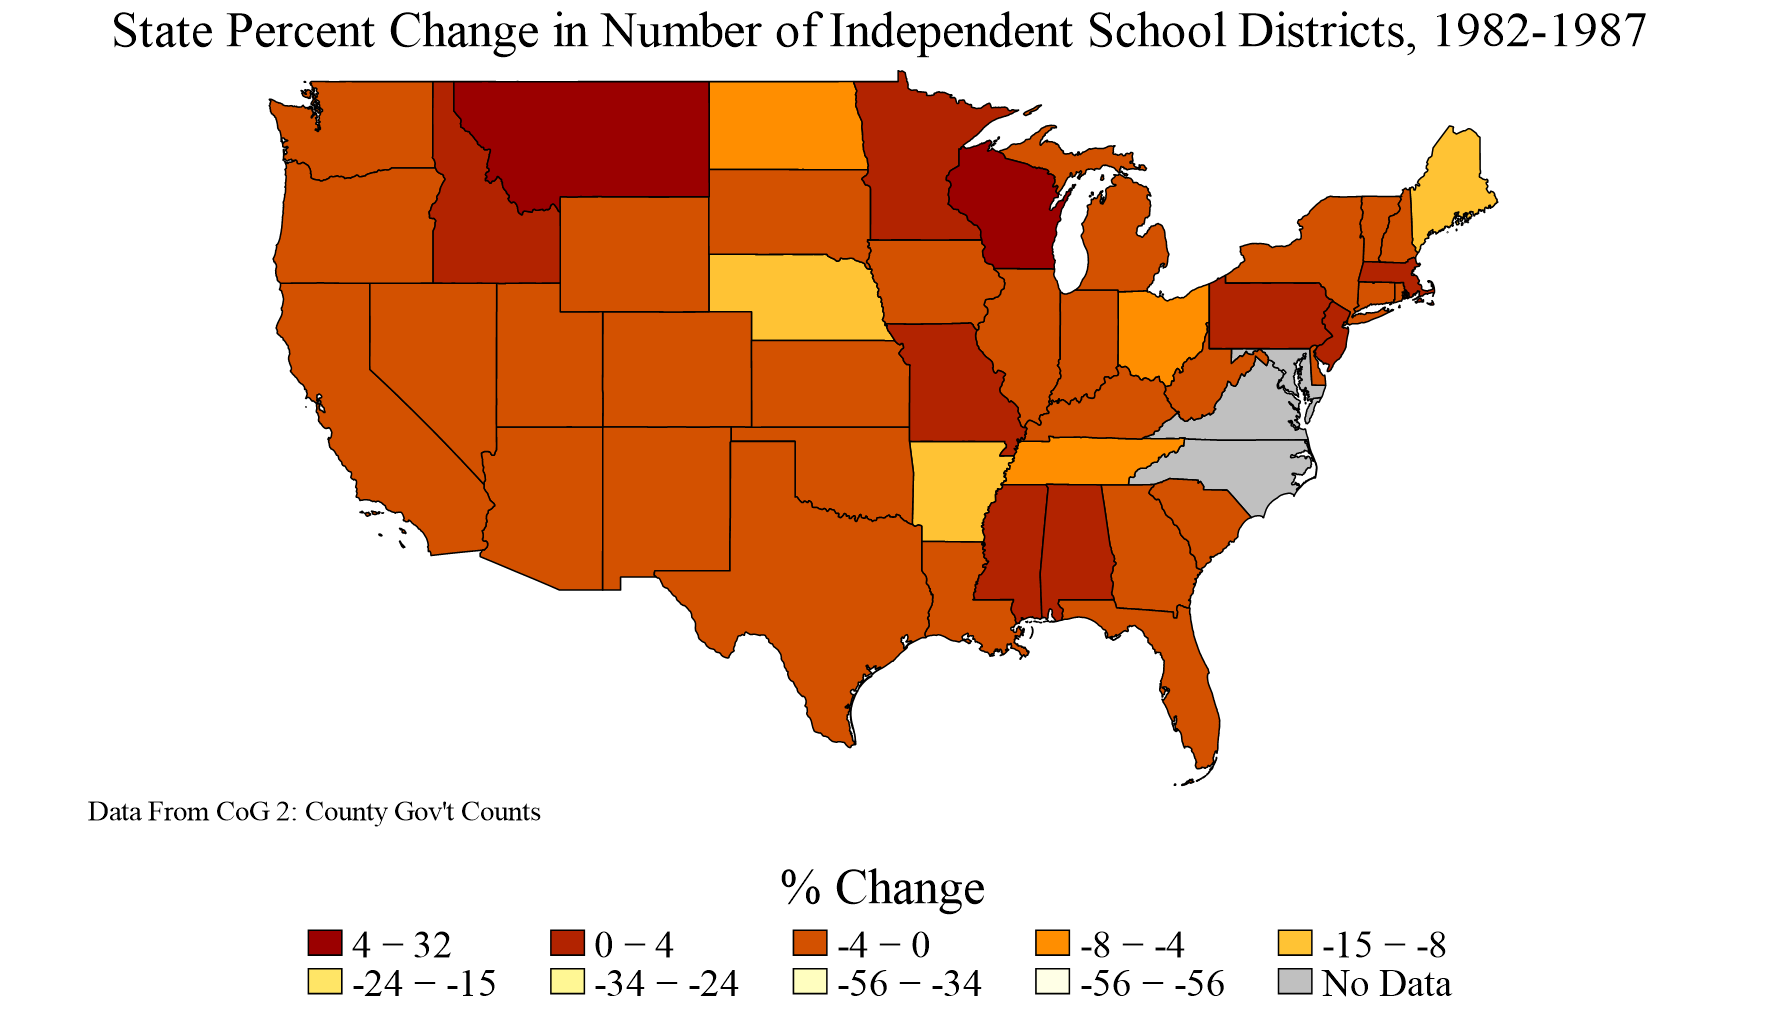 State Percent Change in Number of Independent School Districts, 1982-1987
Data From CoG 2: County Gov't Counts
% Change
4 − 32
0 − 4
-4 − 0
-8 − -4
-15 − -8
-24 − -15
-34 − -24
-56 − -34
-56 − -56
No Data